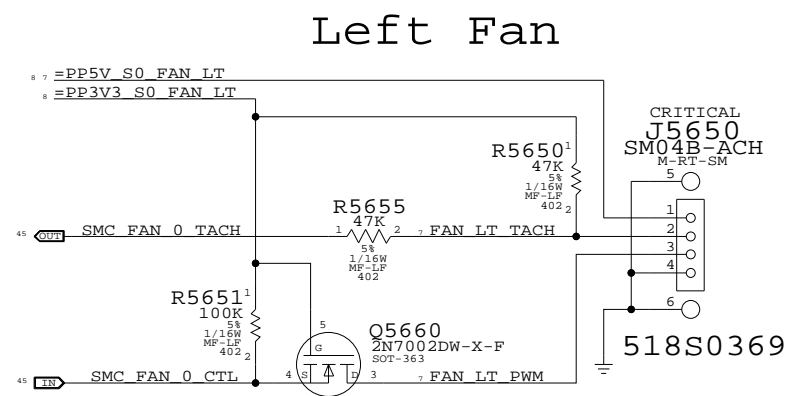 Left Fan
8 7 =PP5V_S0_FAN_LT
8 =PP3V3_S0_FAN_LT
CRITICAL
J5650
SM04B-ACH
M-RT-SM
R5650 1
47K
5%
1/16W
MF-LF
402 2
5
R5655
47K
1 2
5%
1/16W
MF-LF
402
45 OUT SMC_FAN_0_TACH
7 FAN_LT_TACH
1
2
3
4
R5651 1
100K
5%
1/16W
MF-LF
402 2
5
G
S D
4 3
Q5660
2N7002DW-X-F
SOT-363
6
518S0369
45 IN SMC_FAN_0_CTL
7 FAN_LT_PWM